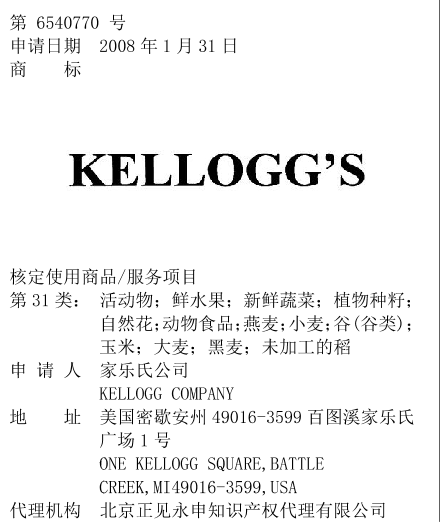 第 6540770 号
申请日期 2008 年 1 月 31 日
商 标
KELLOGG'S
核定使用商品/服务项目
第 31 类： 活动物；鲜水果；新鲜蔬菜；植物种籽；
自然花；动物食品；燕麦；小麦；谷(谷类)；
玉米；大麦；黑麦；未加工的稻
申 请 人 家乐氏公司
KELLOGG COMPANY
地 址 美国密歇安州 49016-3599 百图溪家乐氏
广场 1 号
ONE KELLOGG SQUARE,BATTLE
CREEK,MI49016-3599,USA
代理机构 北京正见永申知识产权代理有限公司